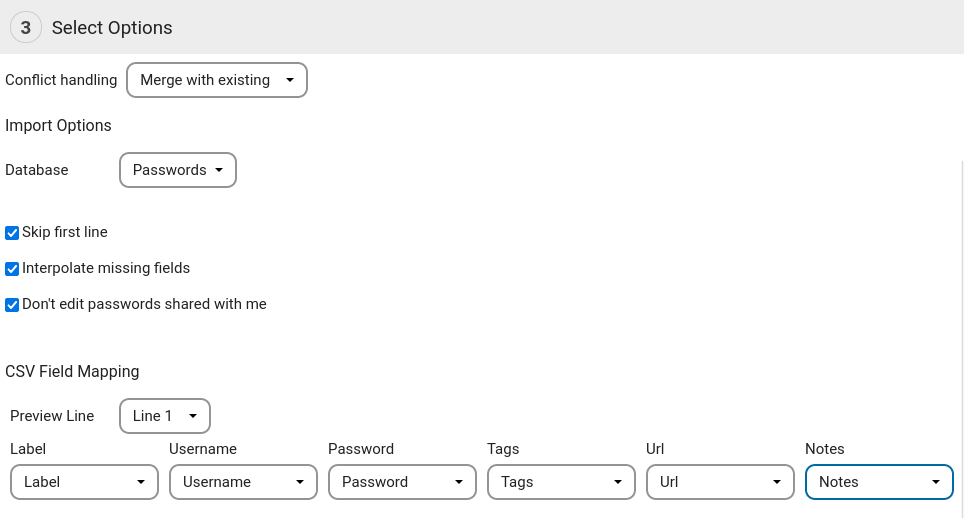 3 Select Options
Conflict handling Merge with existing
Import Options
Database Passwords
Skip first line
Interpolate missing fields
Don't edit passwords shared with me
CSV Field Mapping
Preview Line Line 1
Label Username Password Tags Url Notes
Label Username Password Tags Url Notes